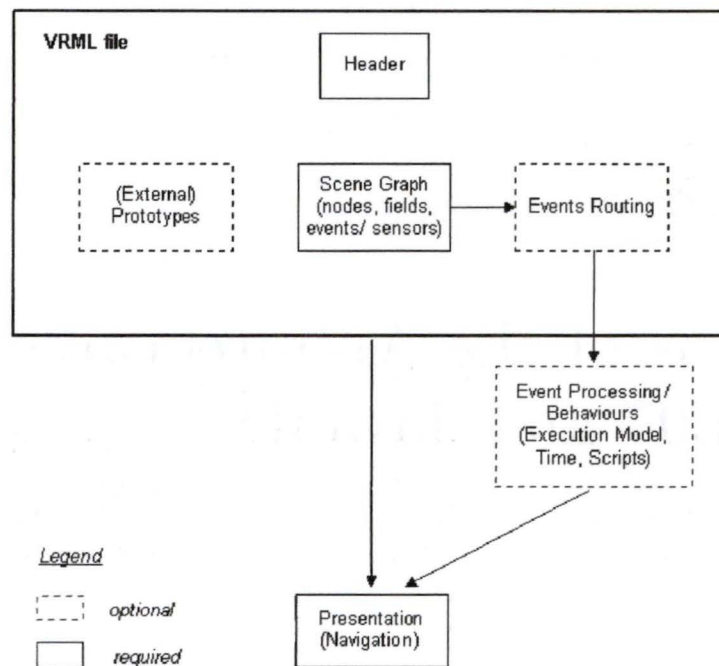 VRML file
Header
(External)
Prototypes
Scene Graph
(nodes, fields,
events/ sensors)
Events Routing
Event Processing/
Behaviours
(Execution Model,
Time, Scripts)
Legend
optional
required
Presentation
(Navigation)